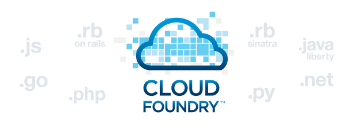 .js
.rb
on rails
.rb
sinatra
.java
liberty
.go
.php
CLOUD
FOUNDRY™
.py
.net